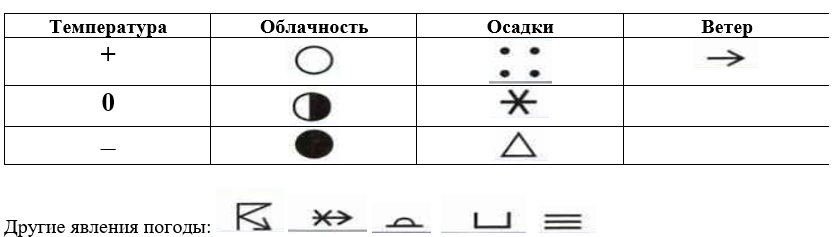 Температура Облачность Осадки Ветер
+
0
–
Другие явления погоды: